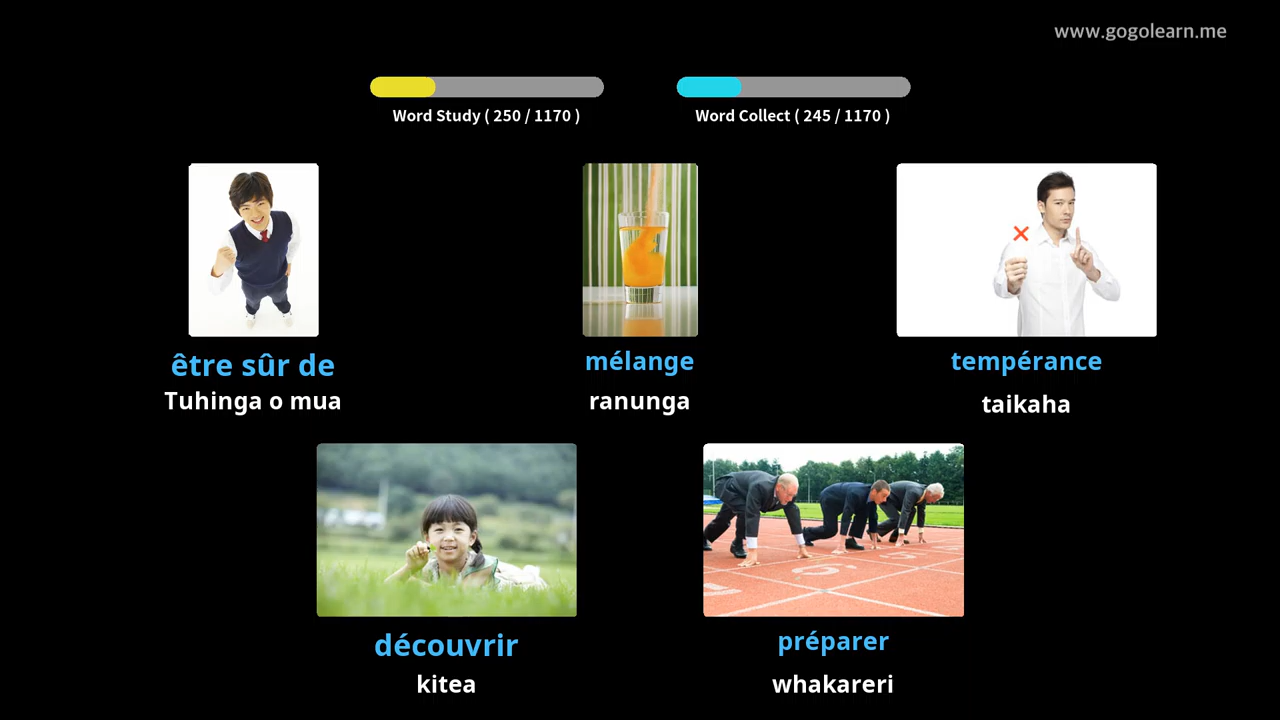 www.gogolearn.me
Word Study ( 250 / 1170 )
Word Collect ( 245 / 1170 )
être sûr de
Tuhinga o mua
mélange
ranunga
tempérance
taikaha
découvrir
kitea
préparer
whakareri